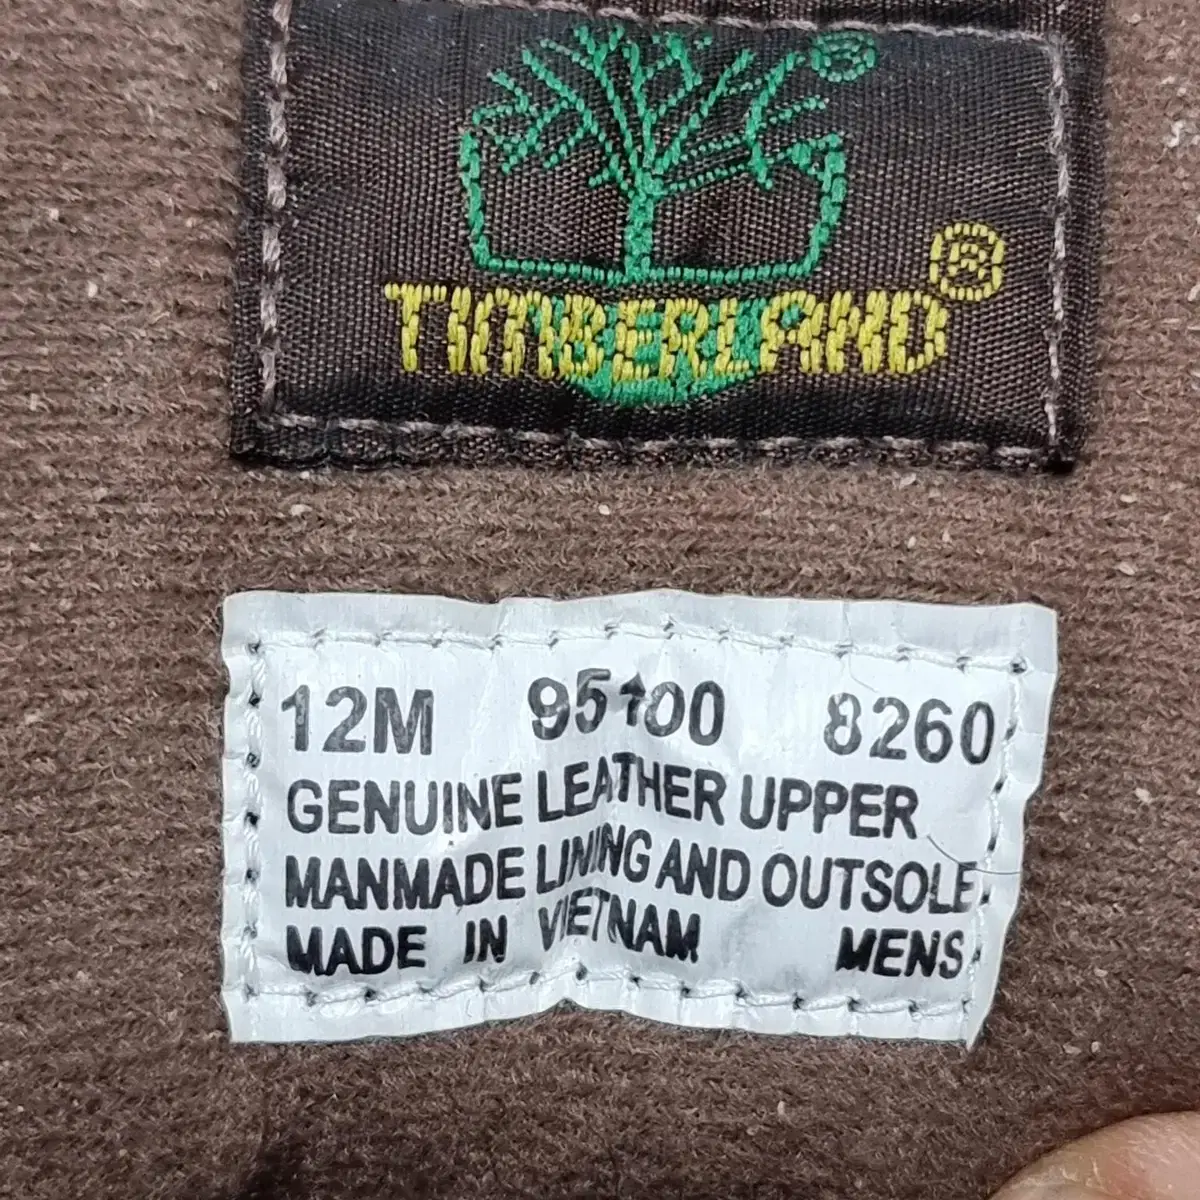 ®
TIMBERLAND®
12M 95100 8260
GENUINE LEATHER UPPER
MANMADE LINING AND OUTSOLE
MADE IN VIETNAM MENS